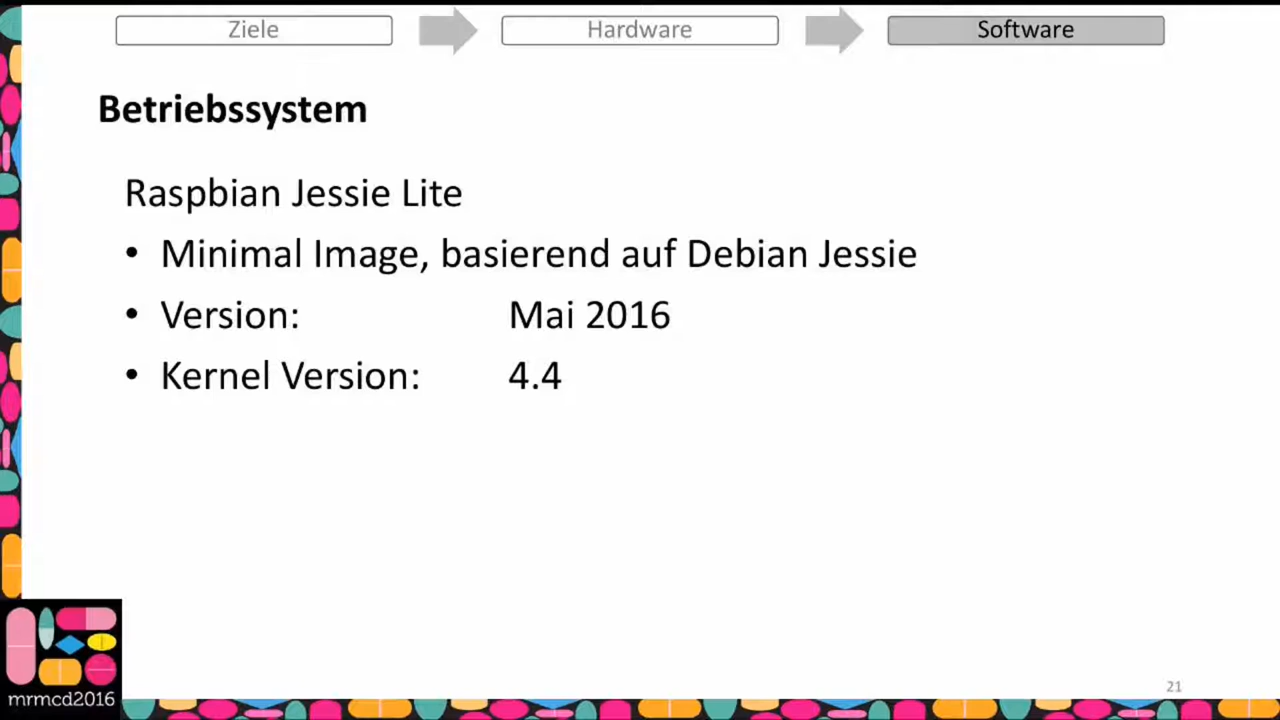 Ziele Hardware Software
Betriebssystem
Raspbian Jessie Lite
• Minimal Image, basierend auf Debian Jessie
• Version: Mai 2016
• Kernel Version: 4.4
mrmcd2016
21